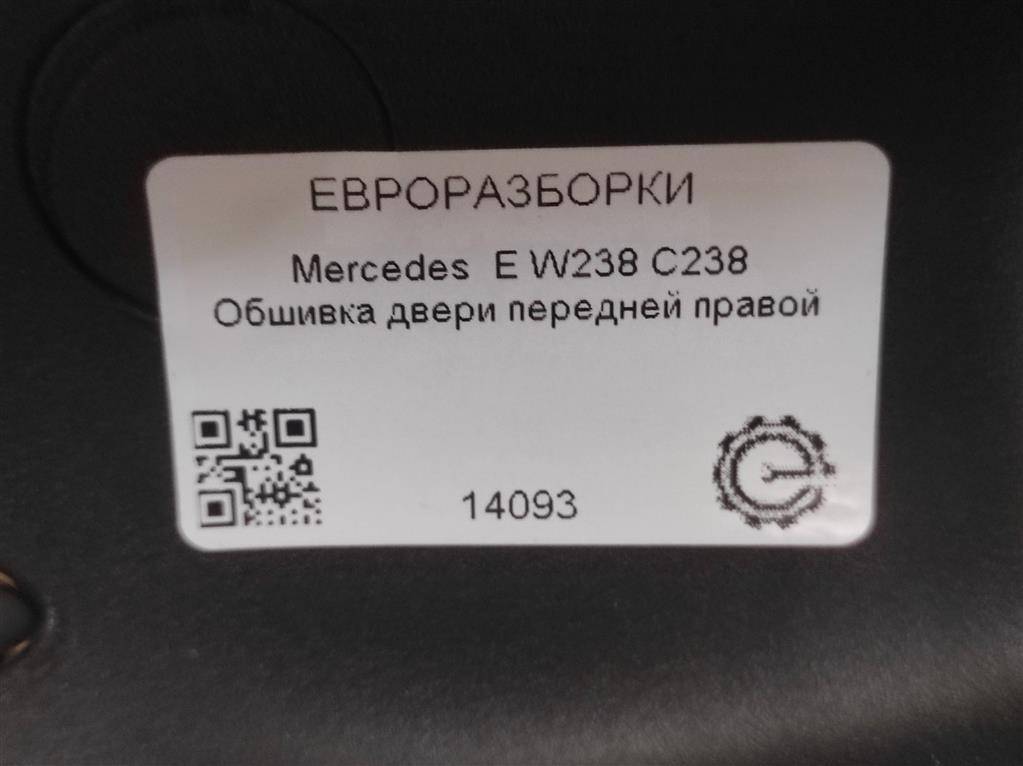 ЕВРОРАЗБОРКИ
Mercedes E W238 C238
Обшивка двери передней правой
14093